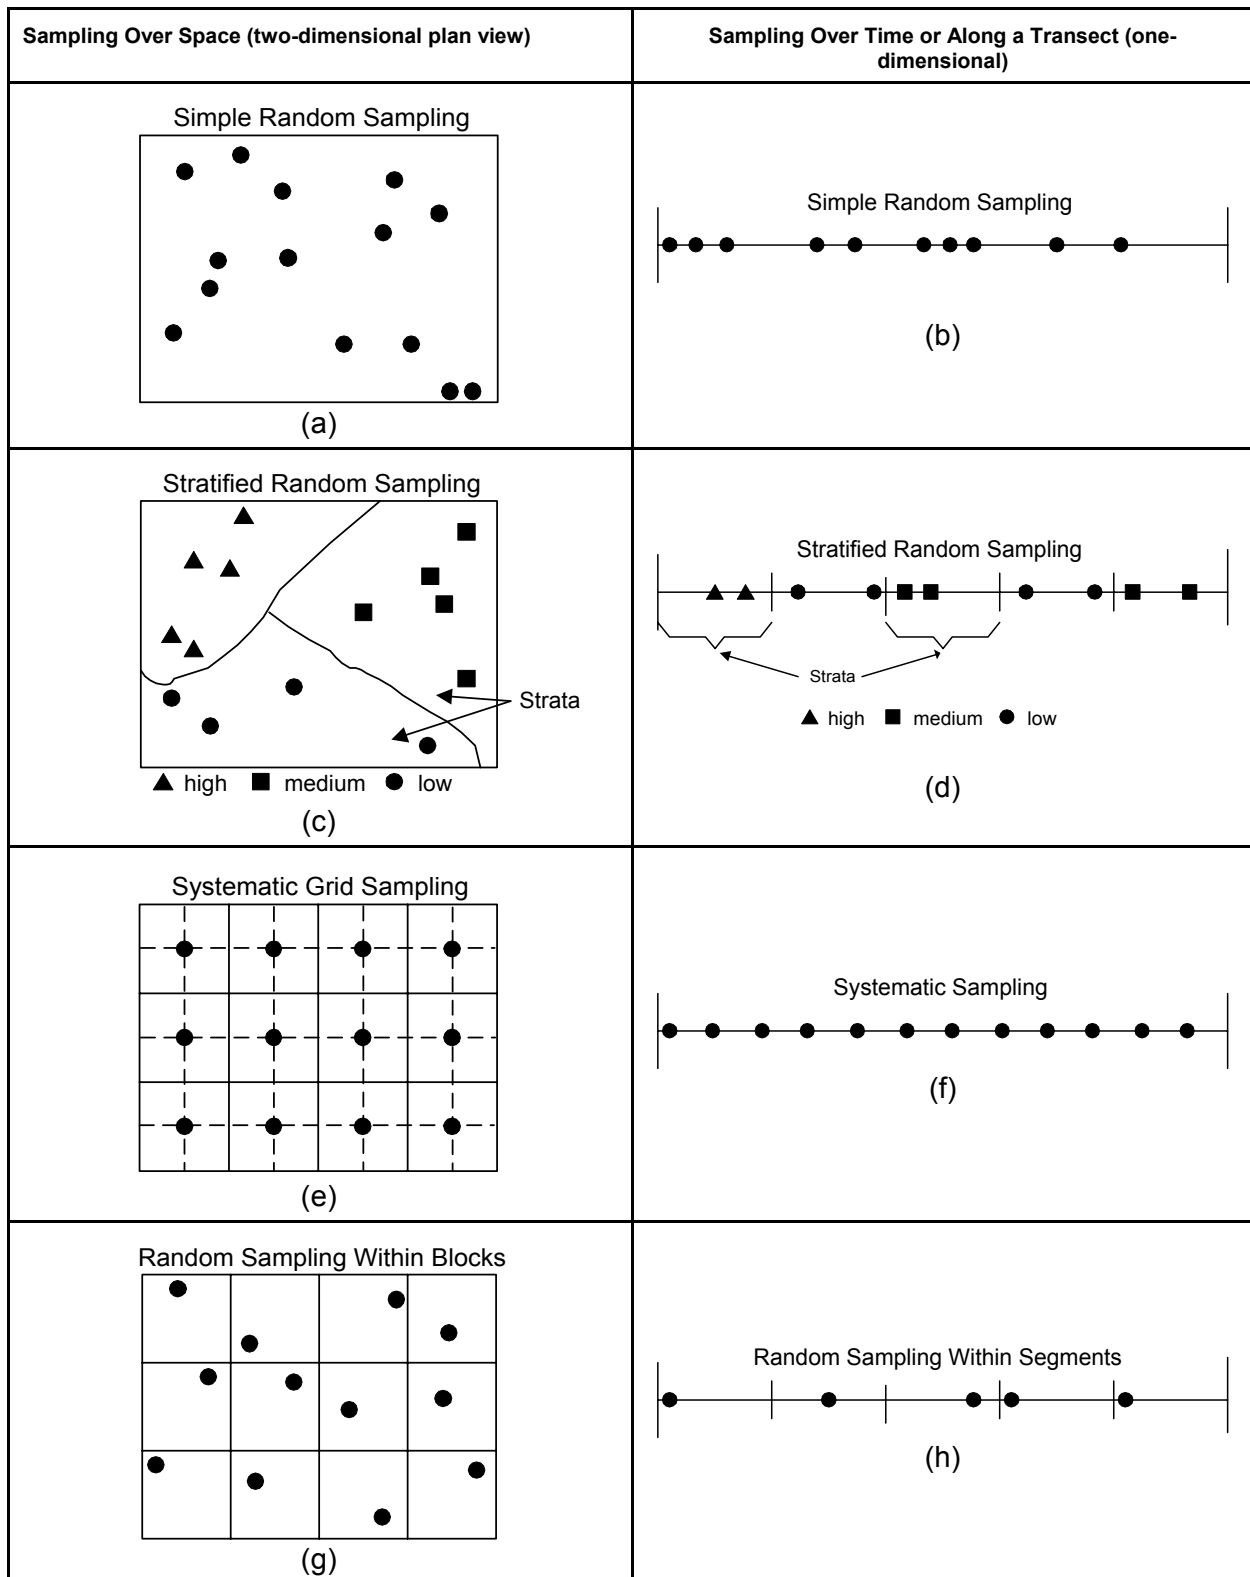 Sampling Over Space (two-dimensional plan view)
Sampling Over Time or Along a Transect (one-
dimensional)
Simple Random Sampling
(a)
Simple Random Sampling
(b)
Stratified Random Sampling
Strata
high medium low
(c)
Stratified Random Sampling
Strata
high medium low
(d)
Systematic Grid Sampling
(e)
Systematic Sampling
(f)
Random Sampling Within Blocks
(g)
Random Sampling Within Segments
(h)